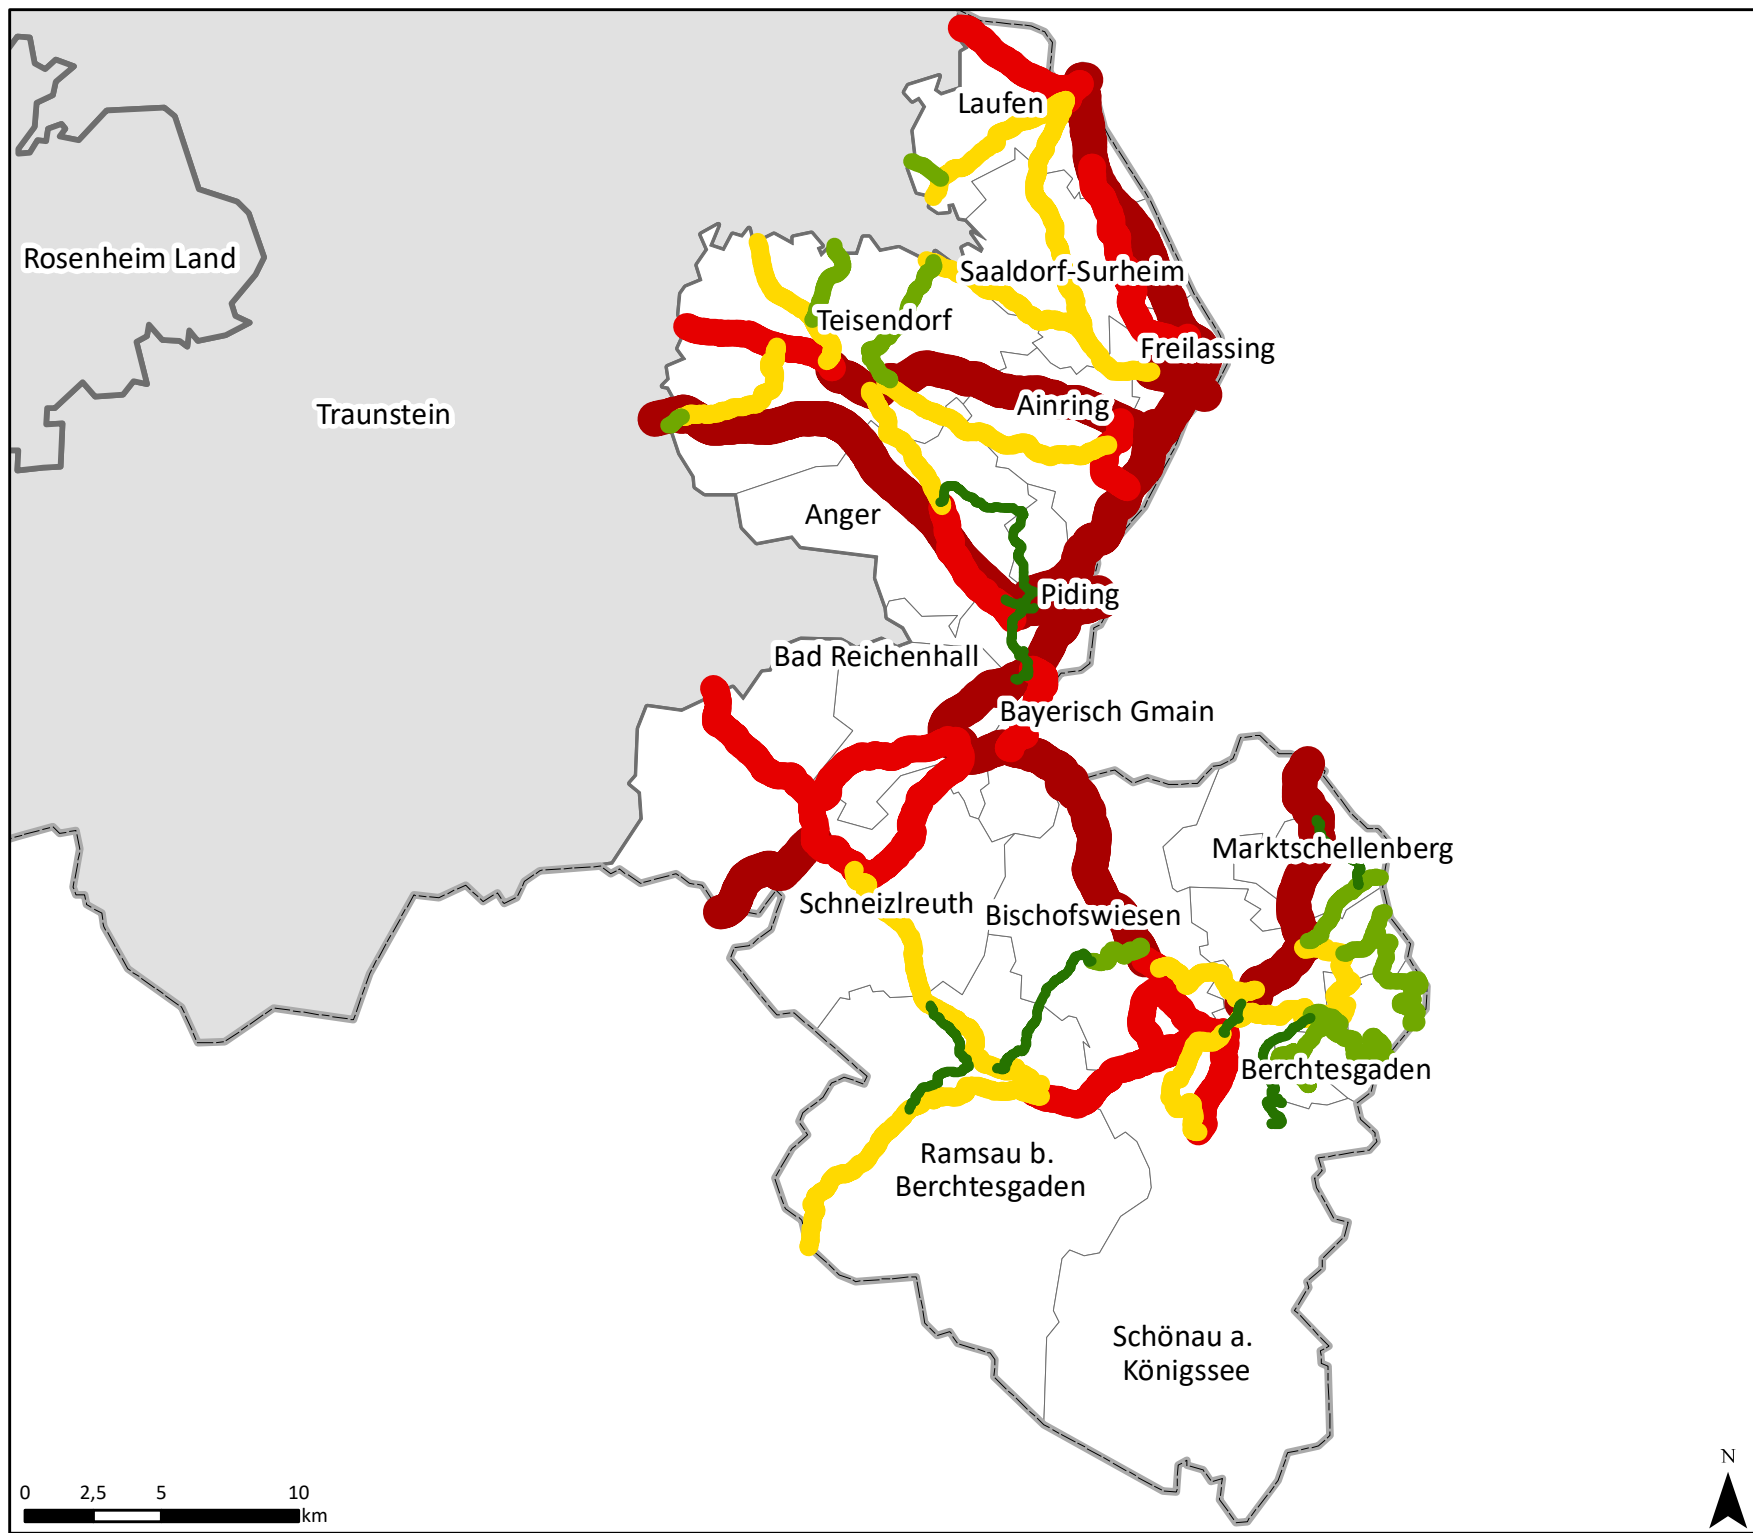 Laufen
Rosenheim Land
Saaldorf-Surheim
Teisendorf
Freilassing
Traunstein
Ainring
Anger
Piding
Bad Reichenhall
Bayerisch Gmain
Marktschellenberg
Schneizlreuth
Bischofswiesen
Berchtesgaden
Ramsau b.
Berchtesgaden
Schönau a.
Königssee
0 2,5 5 10
km
N